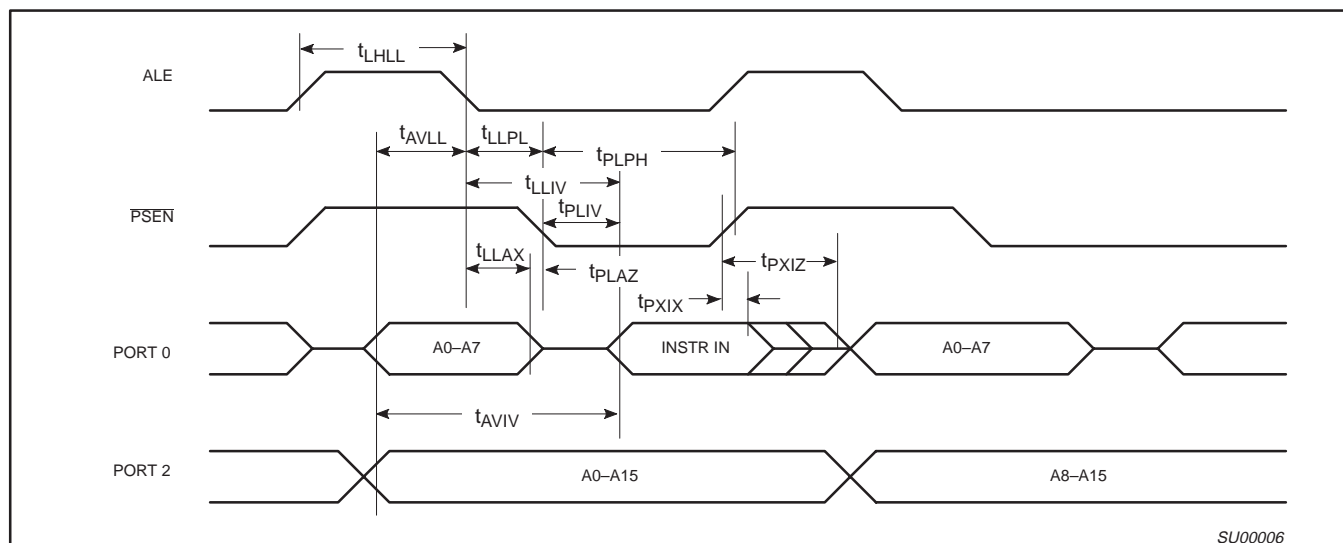 tLHLL
ALE
tAVLL tLLPL tPLPH
tLLIV
PSEN
tPLIV
tLLAX tPLAZ tPXIZ
tPXIX
PORT 0 A0–A7 INSTR IN A0–A7
tAVIV
PORT 2 A0–A15 A8–A15
SU00006